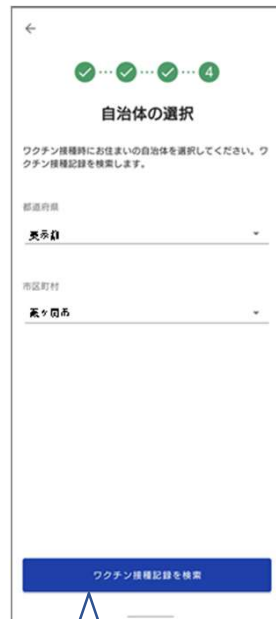 4
自治体の選択
ワクチン接種時にお住まいの自治体を選択してください。ワ
クチン接種記録を検索します。
都道府県
市区町村
ワクチン接種記録を検索